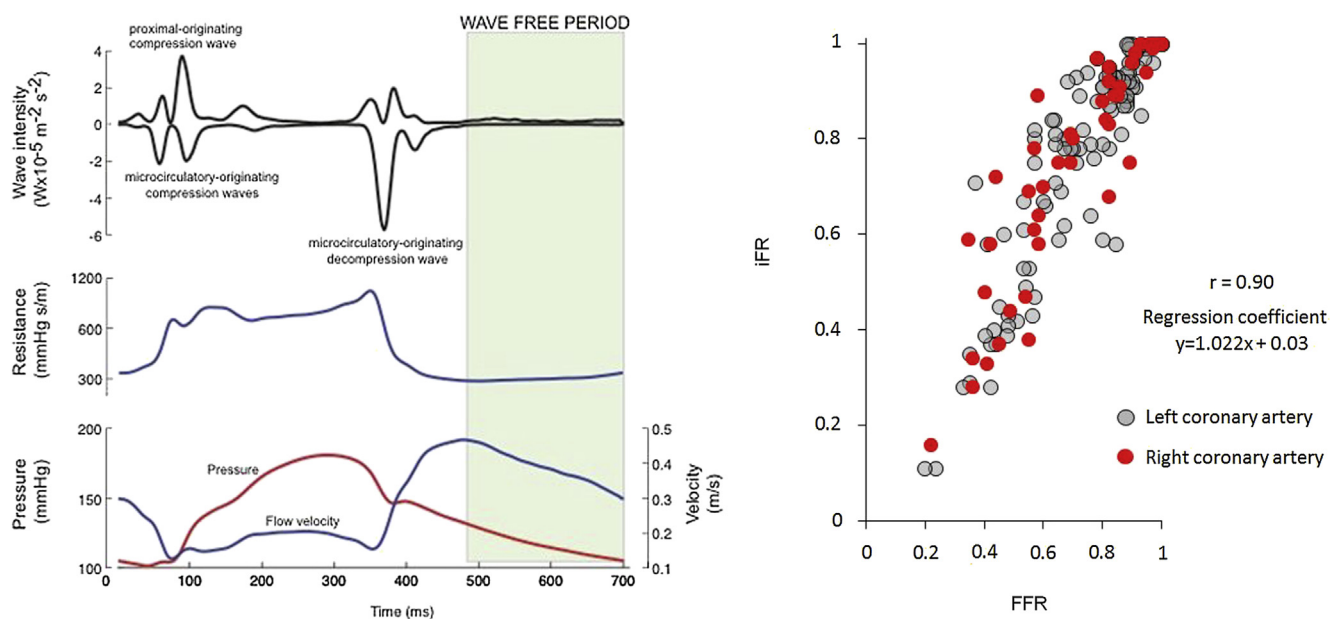 WAVE FREE PERIOD
proximal-originating
compression wave
Wave intensity
(Wx10-5 m-2 s-2)
4
2
0
-2
-4
-6
microcirculatory-originating
compression waves
microcirculatory-originating
decompression wave
Resistance
(mmHg s/m)
1200
600
300
Pressure
(mmHg)
200
150
100
Pressure
Flow velocity
0.5
0.4
0.3
0.2
0.1
Velocity
(m/s)
0
100
200
300
400
500
600
700
Time (ms)
iFR
1
0.8
0.6
0.4
0.2
0
r = 0.90
Regression coefficient
y=1.022x + 0.03
Left coronary artery
Right coronary artery
0
0.2
0.4
0.6
0.8
1
FFR